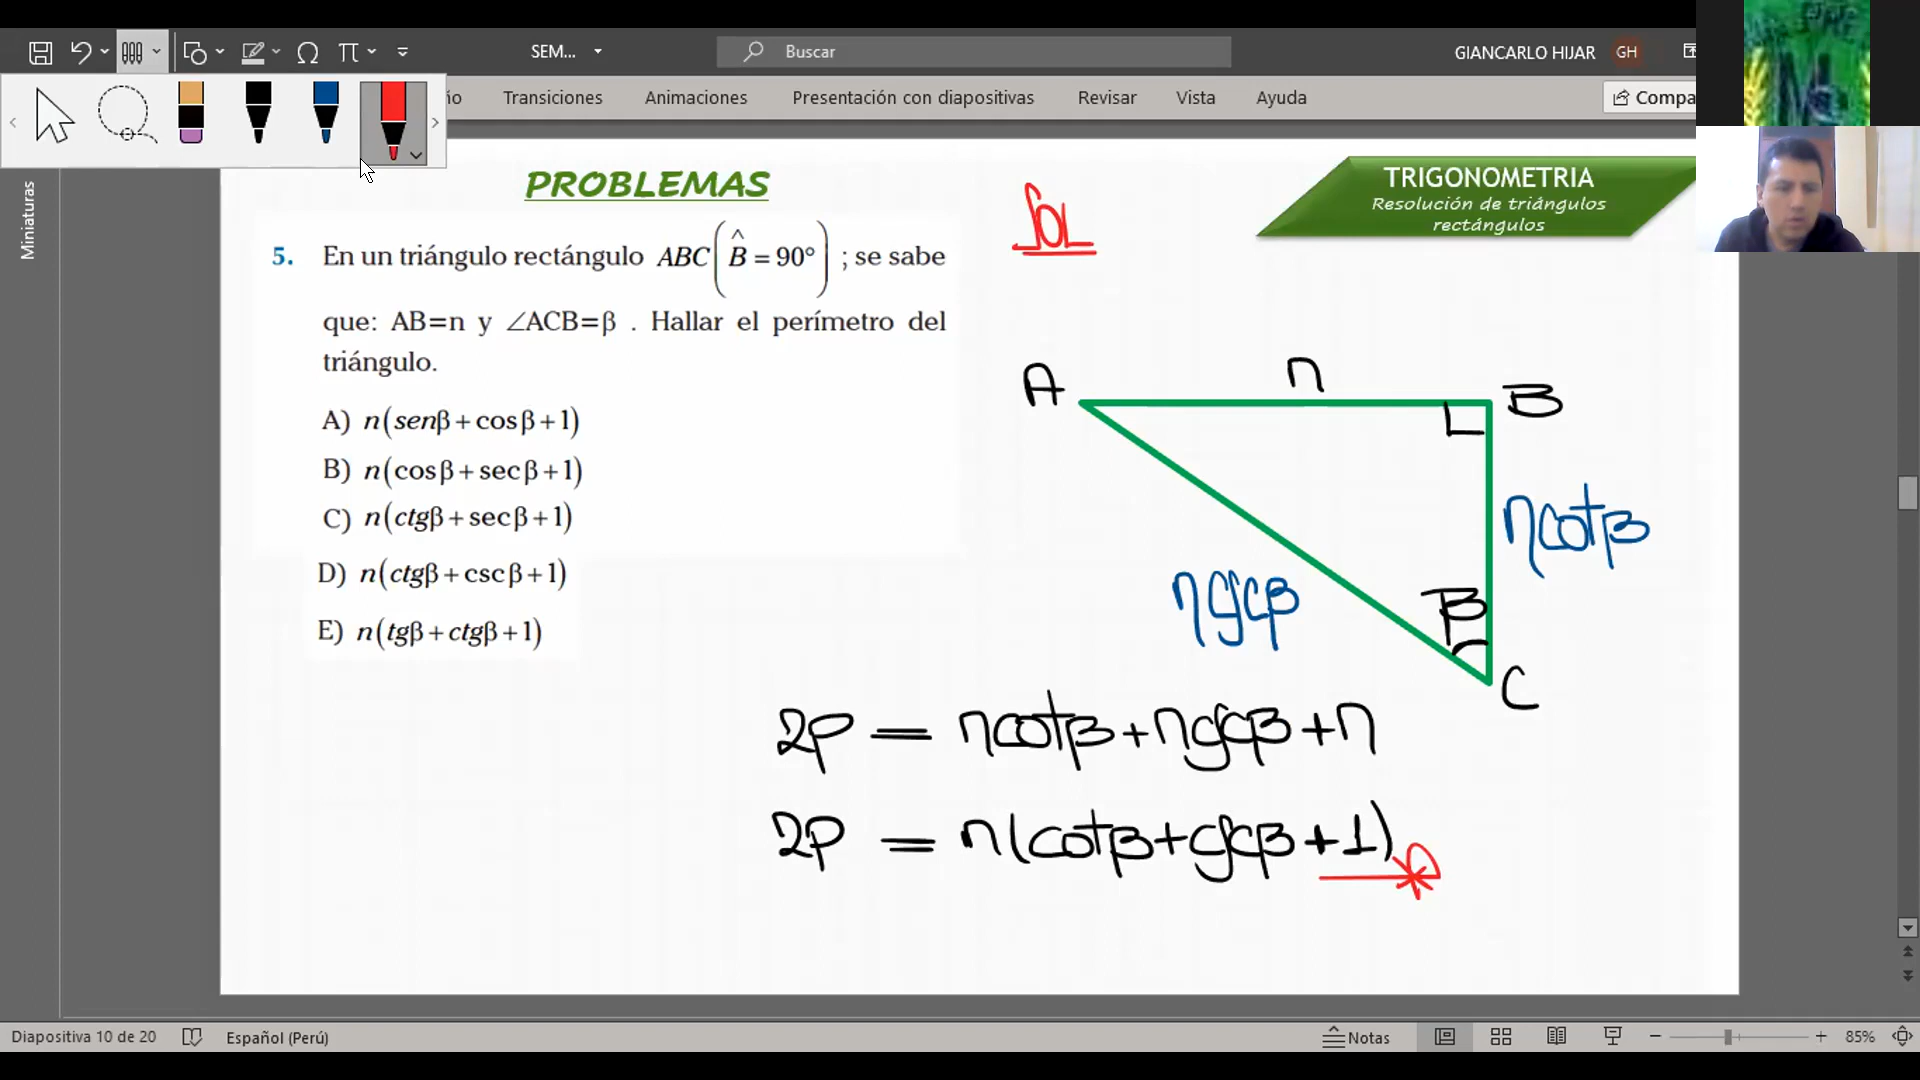 SEM...
Buscar
GIANCARLO HIJAR GH
Transiciones Animaciones Presentación con diapositivas Revisar Vista Ayuda
Miniaturas
PROBLEMAS
SOL
TRIGONOMETRIA
Resolución de triángulos
rectángulos
5. En un triángulo rectángulo ABC(B̂ = 90°) ; se sabe
que: AB=n y ∠ACB=β . Hallar el perímetro del
triángulo.
A) n(senβ + cosβ + 1)
B) n(cosβ + secβ + 1)
C) n(ctgβ + secβ + 1)
D) n(ctgβ + cscβ + 1)
E) n(tgβ + ctgβ + 1)
A n B
ncotβ
ncscβ β
C
2P = ncotβ + ncscβ + n
2P = n(cotβ + cscβ + 1)
Diapositiva 10 de 20 Español (Perú) Notas 85%